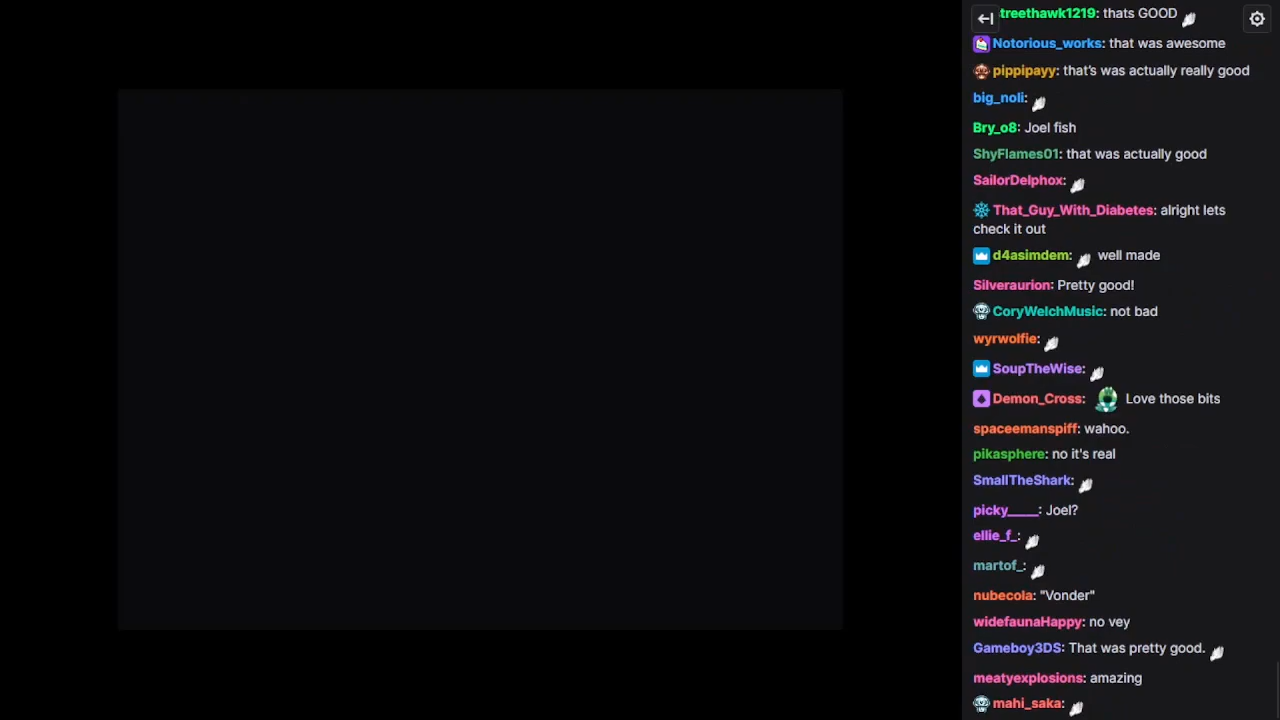 treethawk1219: thats GOOD
Notorious_works: that was awesome
pippipayy: that's was actually really good
big_noli:
Bry_o8: Joel fish
ShyFlames01: that was actually good
SailorDelphox:
That_Guy_With_Diabetes: alright lets
check it out
d4asimdem: well made
Silveraurion: Pretty good!
CoryWelchMusic: not bad
wyrwolfie:
SoupTheWise:
Demon_Cross: Love those bits
spaceemanspiff: wahoo.
pikasphere: no it's real
SmallTheShark:
picky_____: Joel?
ellie_f_:
martof_:
nubecola: "Vonder"
widefaunaHappy: no vey
Gameboy3DS: That was pretty good.
meatyexplosions: amazing
mahi_saka: